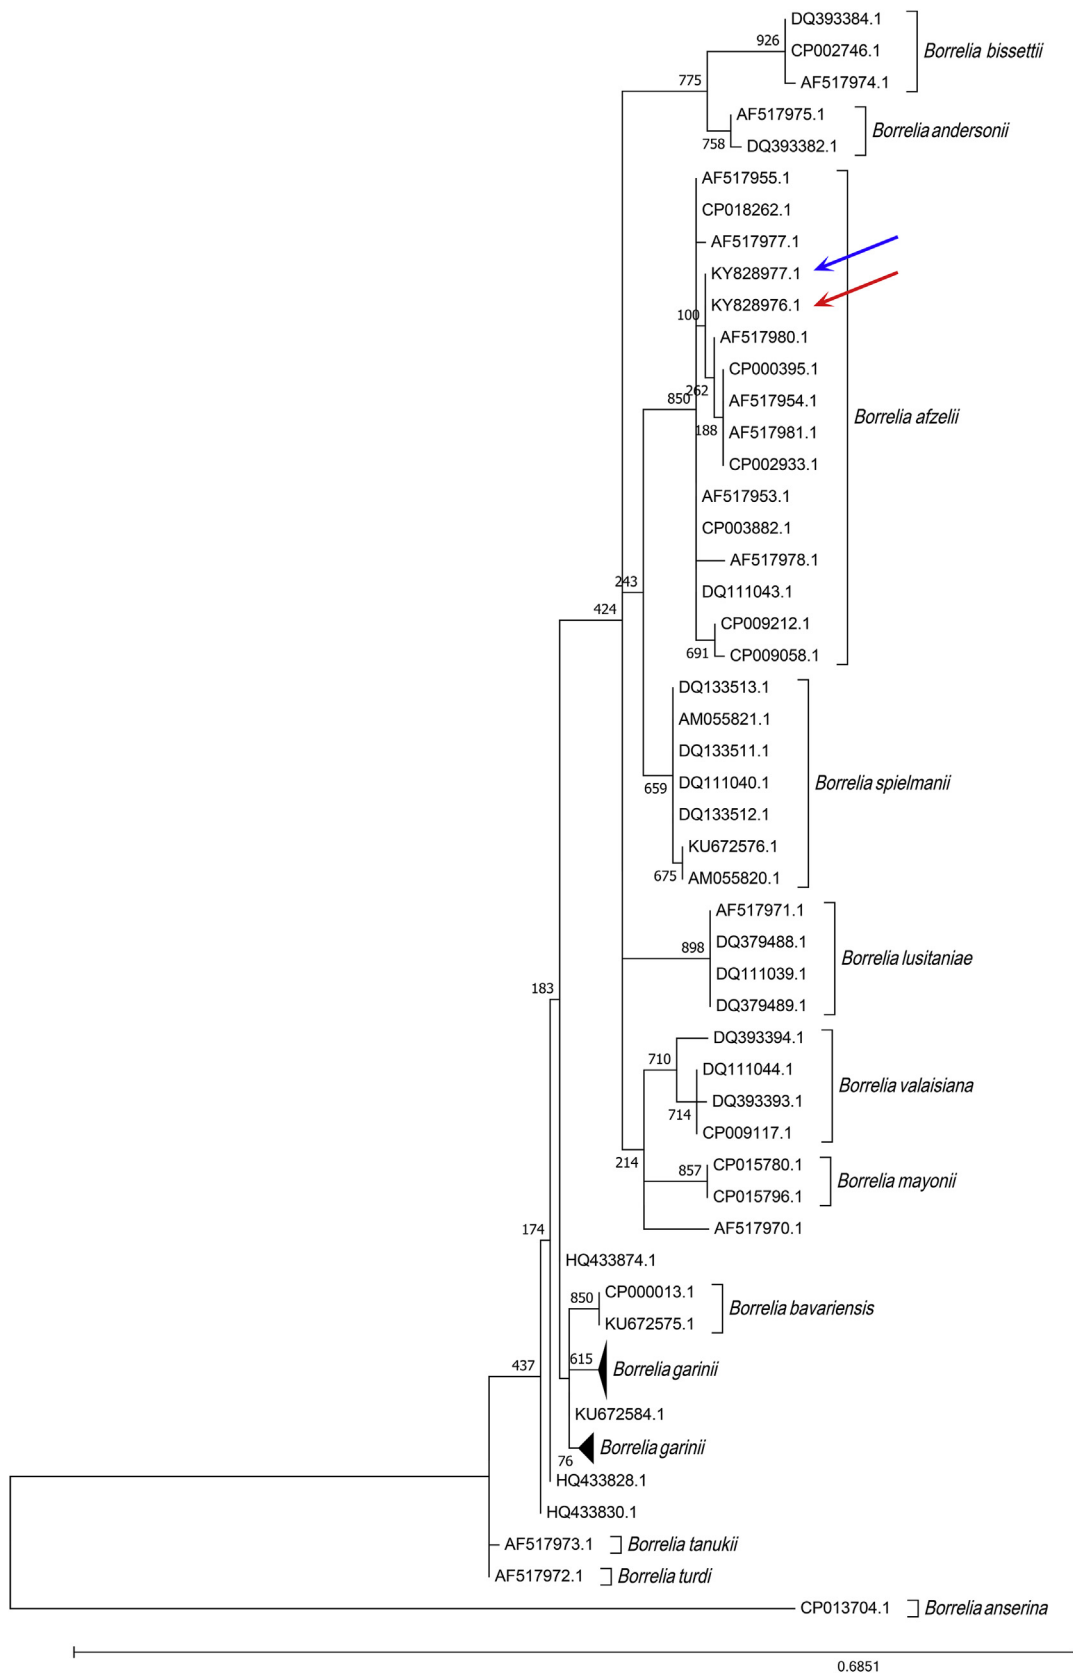 DQ393384.1
926
CP002746.1
Borrelia bissettii
775
AF517974.1
AF517975.1
Borrelia andersonii
758
DQ393382.1
AF517955.1
CP018262.1
AF517977.1
KY828977.1
KY828976.1
100
AF517980.1
CP000395.1
262
850
AF517954.1
Borrelia afzelii
188
AF517981.1
CP002933.1
AF517953.1
CP003882.1
AF517978.1
243
DQ111043.1
424
CP009212.1
691
CP009058.1
DQ133513.1
AM055821.1
DQ133511.1
DQ111040.1
Borrelia spielmanii
659
DQ133512.1
KU672576.1
675
AM055820.1
AF517971.1
898
DQ379488.1
Borrelia lusitaniae
DQ111039.1
183
DQ379489.1
DQ393394.1
710
DQ111044.1
Borrelia valaisiana
DQ393393.1
714
CP009117.1
214
CP015780.1
857
Borrelia mayonii
CP015796.1
174
AF517970.1
HQ433874.1
850
CP000013.1
Borrelia bavariensis
KU672575.1
437
615
Borrelia garinii
KU672584.1
Borrelia garinii
76
HQ433828.1
HQ433830.1
AF517973.1
Borrelia tanukii
AF517972.1
Borrelia turdi
CP013704.1
Borrelia anserina
0.6851